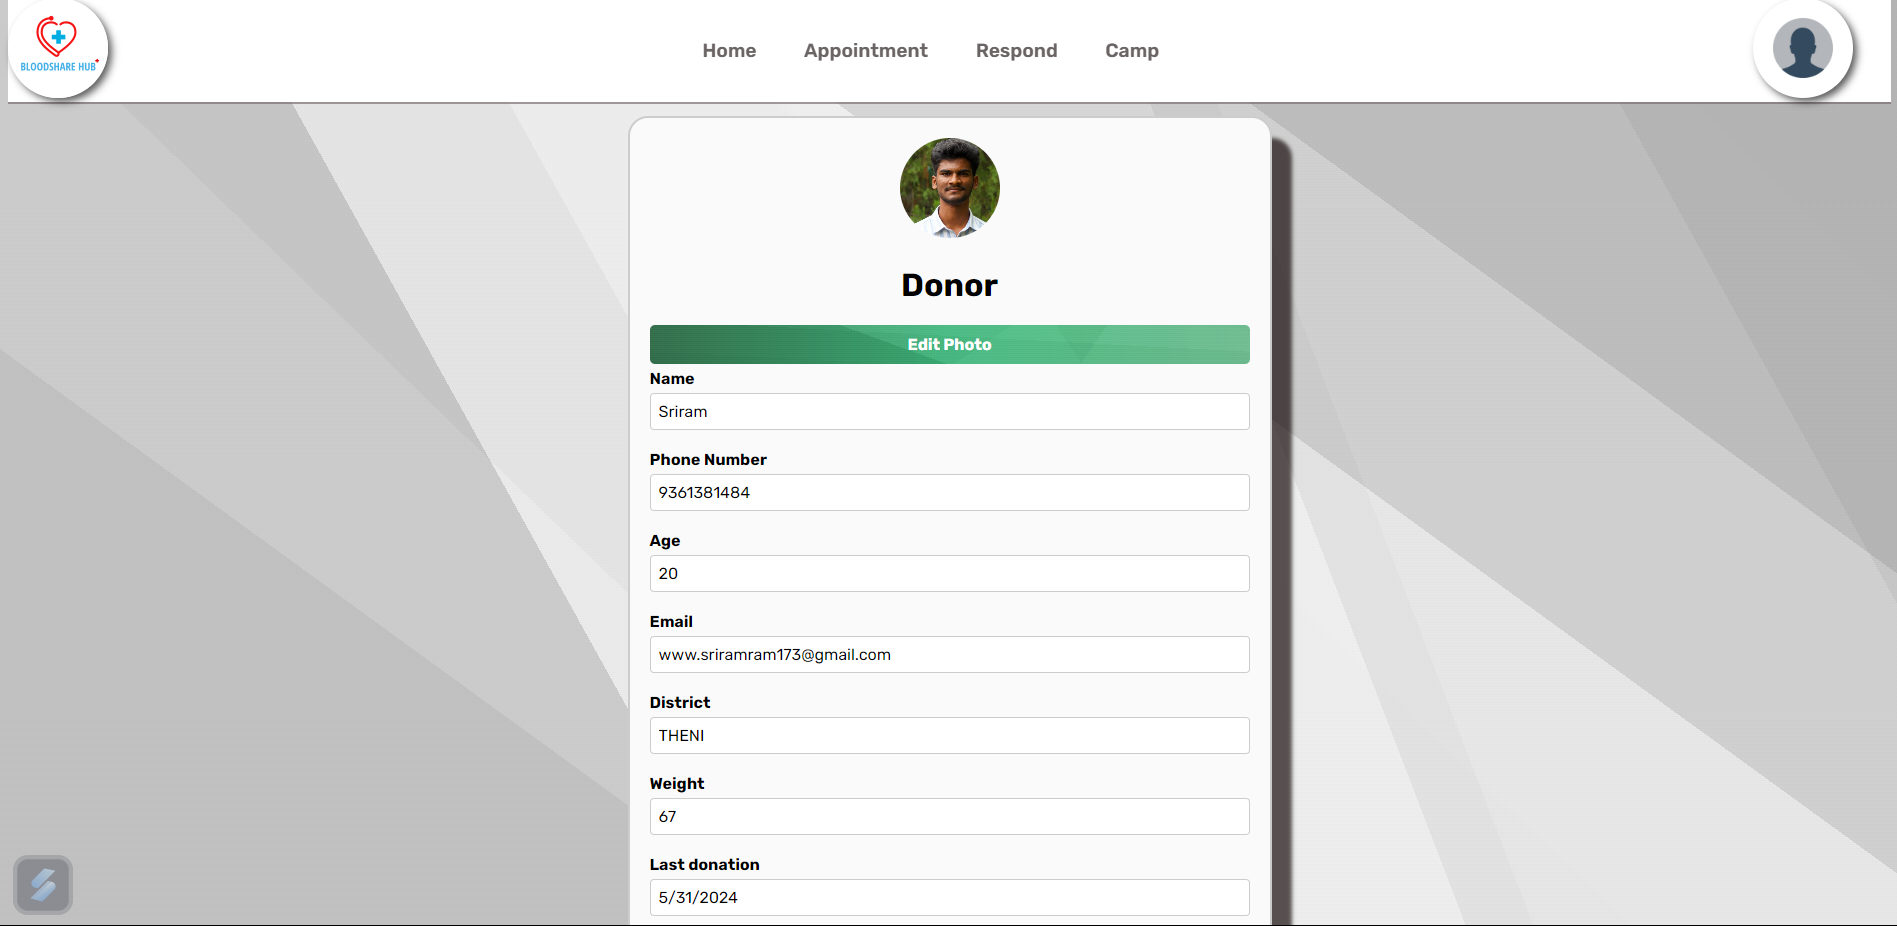 BLOODSHARE HUB
Home Appointment Respond Camp
Donor
Edit Photo
Name
Sriram
Phone Number
9361381484
Age
20
Email
www.sriramram173@gmail.com
District
THENI
Weight
67
Last donation
5/31/2024